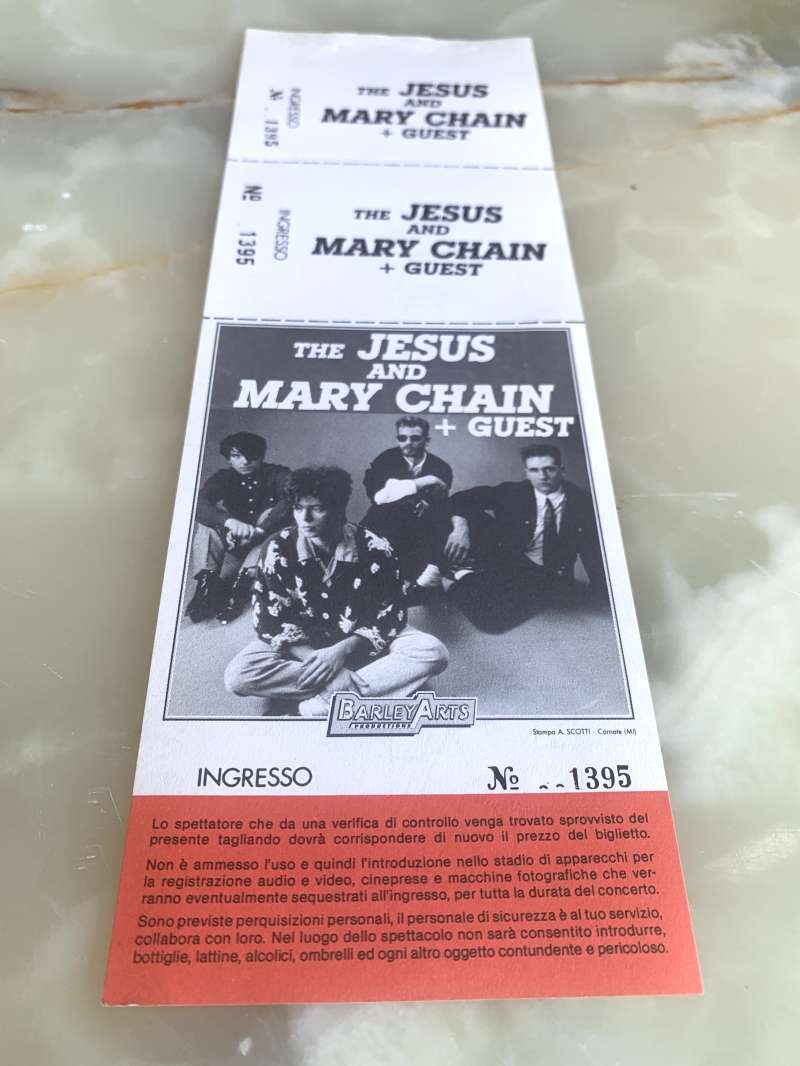 THE JESUS
AND
MARY CHAIN
+ GUEST
INGRESSO
№ 1395
THE JESUS
AND
MARY CHAIN
+ GUEST
INGRESSO
№ 1395
THE JESUS
AND
MARY CHAIN
+ GUEST
BARLEY ARTS
PRODUCTIONS
Stampa A. SCOTTI - Cornate (MI)
INGRESSO
№ 1395
Lo spettatore che da una verifica di controllo venga trovato sprovvisto del
presente tagliando dovrà corrispondere di nuovo il prezzo del biglietto.
Non è ammesso l'uso e quindi l'introduzione nello stadio di apparecchi per
la registrazione audio e video, cineprese e macchine fotografiche che ver-
ranno eventualmente sequestrati all'ingresso, per tutta la durata del concerto.
Sono previste perquisizioni personali, il personale di sicurezza è al tuo servizio,
collabora con loro. Nel luogo dello spettacolo non sarà consentito introdurre,
bottiglie, lattine, alcolici, ombrelli ed ogni altro oggetto contundente e pericoloso.